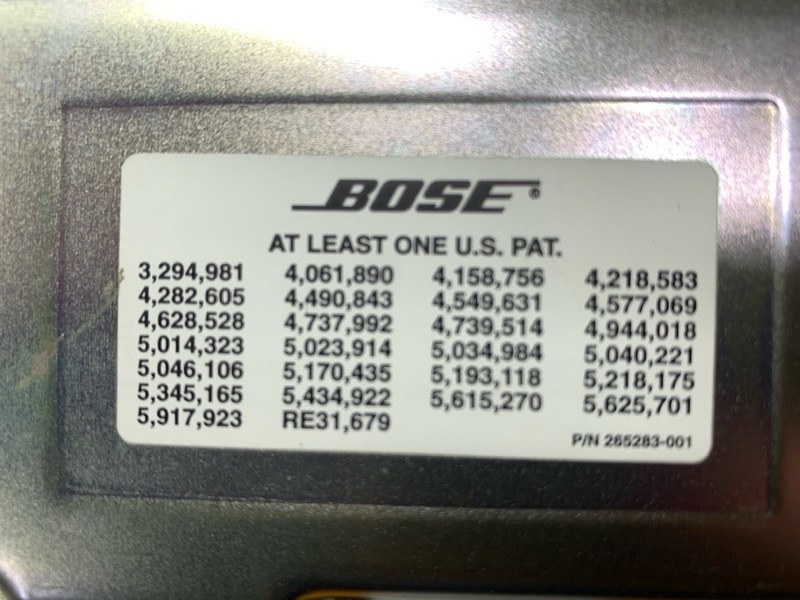 BOSE®
AT LEAST ONE U.S. PAT.
3,294,981 4,061,890 4,158,756 4,218,583
4,282,605 4,490,843 4,549,631 4,577,069
4,628,528 4,737,992 4,739,514 4,944,018
5,014,323 5,023,914 5,034,984 5,040,221
5,046,106 5,170,435 5,193,118 5,218,175
5,345,165 5,434,922 5,615,270 5,625,701
5,917,923 RE31,679
P/N 265283-001